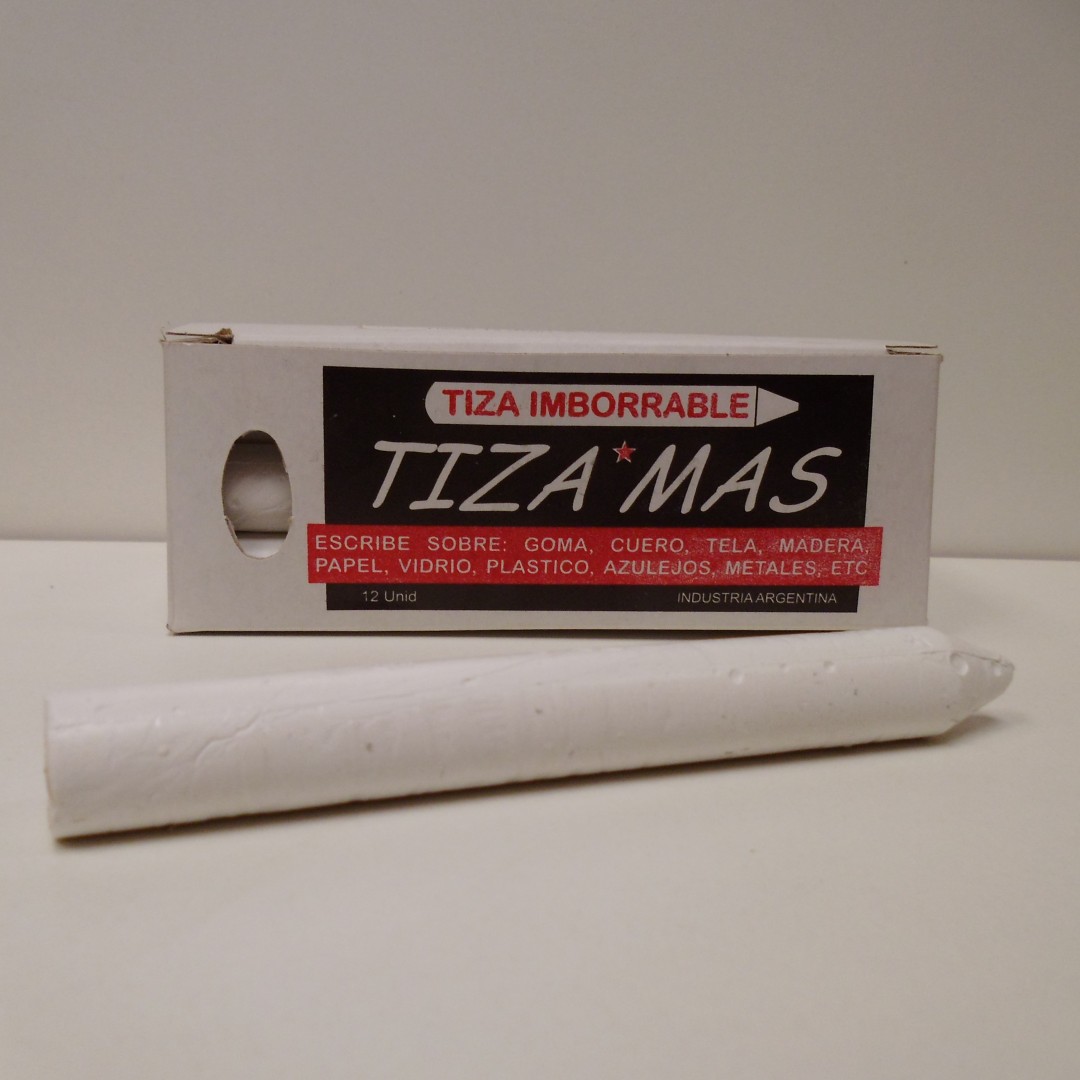 TIZA IMBORRABLE
TIZA MAS
ESCRIBE SOBRE: GOMA, CUERO, TELA, MADERA,
PAPEL, VIDRIO, PLASTICO, AZULEJOS, METALES, ETC
12 Unid INDUSTRIA ARGENTINA